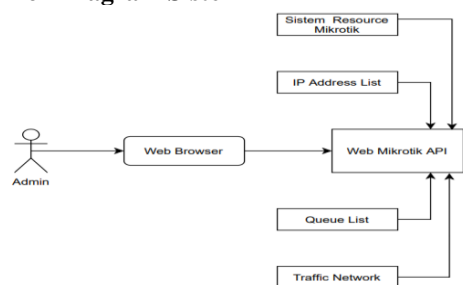 Sistem Resource
Mikrotik
IP Address List
Web Browser
Web Mikrotik API
Admin
Queue List
Traffic Network